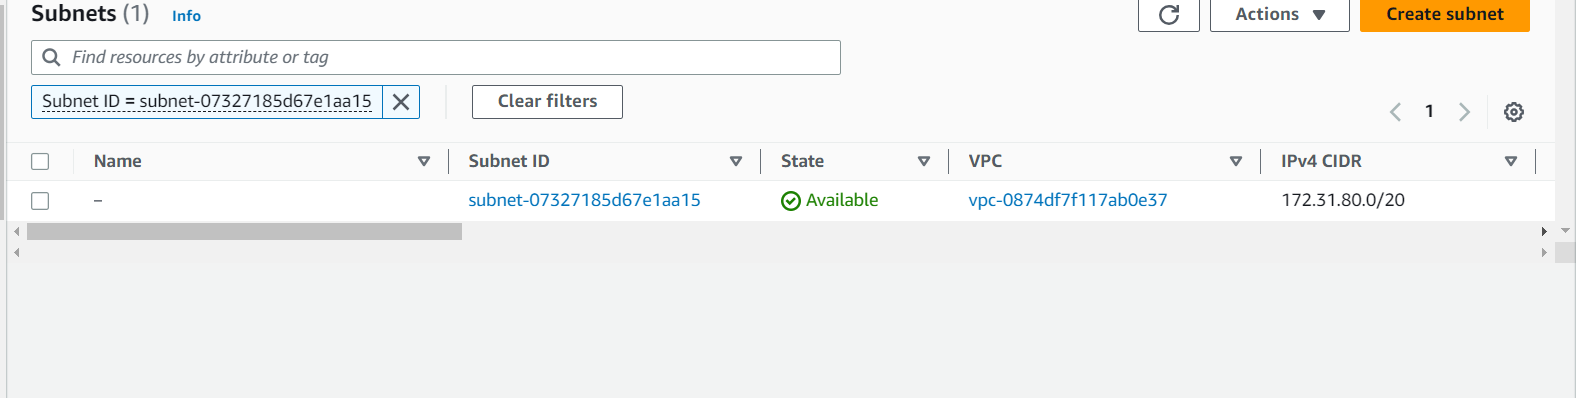 Subnets (1) Info
Actions
Create subnet
Find resources by attribute or tag
Subnet ID = subnet-07327185d67e1aa15
Clear filters
1
Name Subnet ID State VPC IPv4 CIDR
– subnet-07327185d67e1aa15 Available vpc-0874df7f117ab0e37 172.31.80.0/20